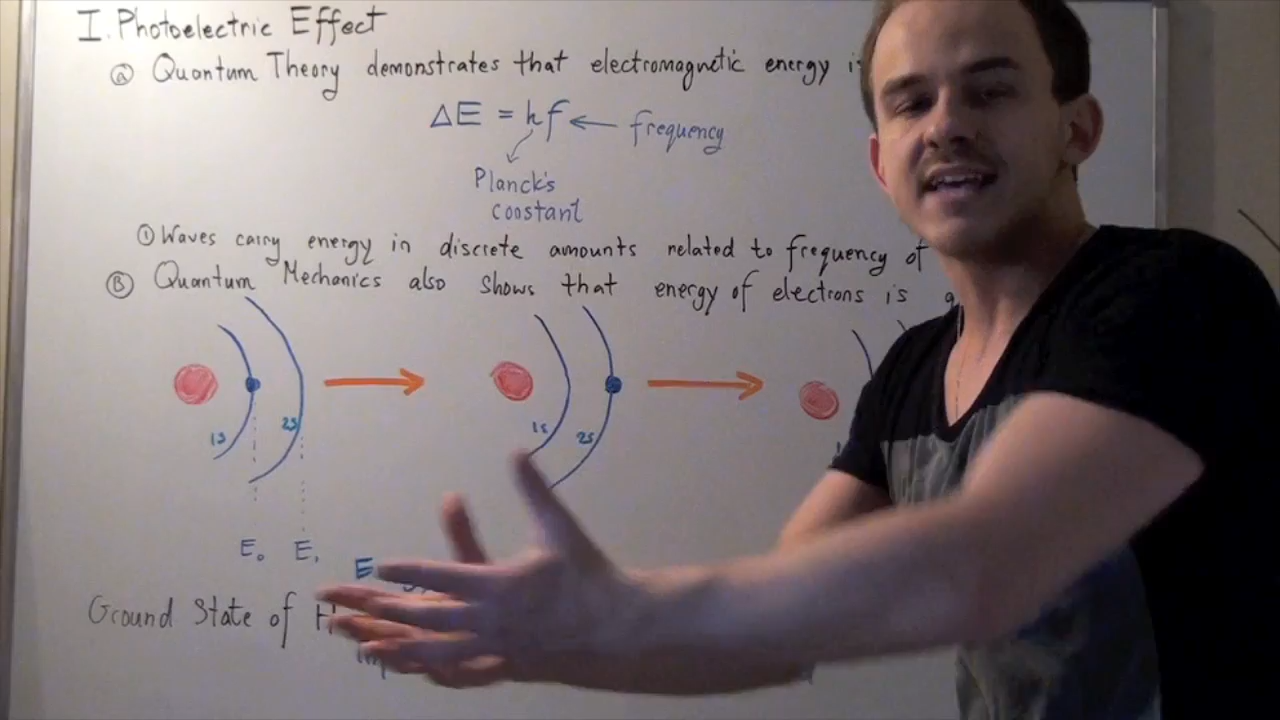 I. Photoelectric Effect
Ⓐ Quantum Theory demonstrates that electromagnetic energy
ΔE = hf ← frequency
Planck's
constant
① Waves carry energy in discrete amounts related to frequency of
Ⓑ Quantum Mechanics also shows that energy of electrons is
1s 2s 1s 2s
E₀ E₁ E
Ground State of H